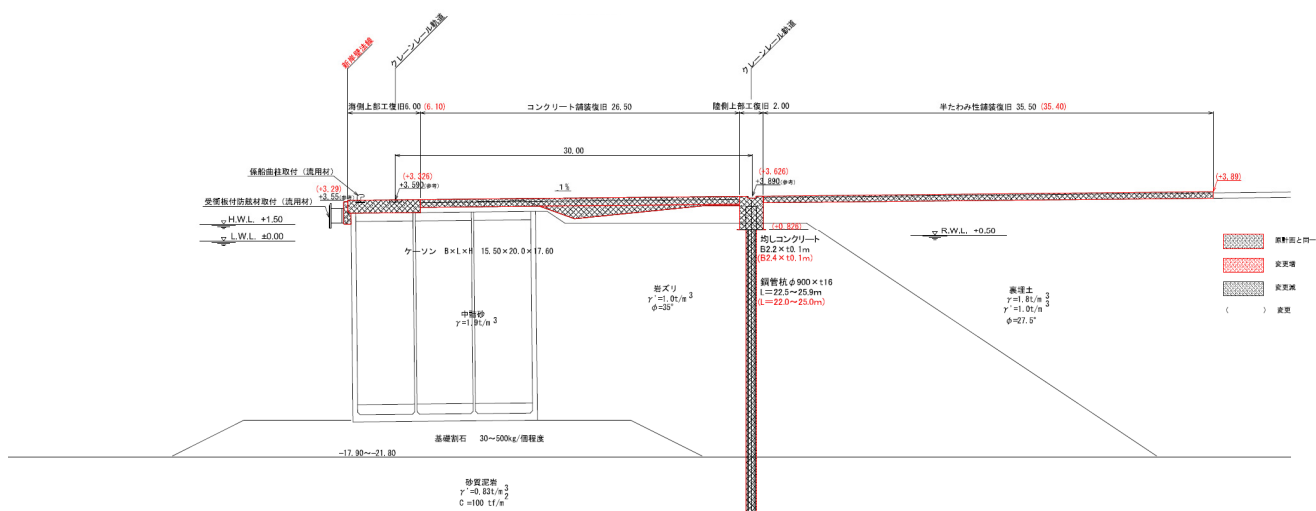 新岸壁法線
クレーンレール軌道
クレーンレール軌道
海側上部工復旧6.00 (6.10)
コンクリート舗装復旧 26.50
陸側上部工復旧 2.00
半たわみ性舗装復旧 35.50 (35.40)
30.00
係船曲柱取付（流用材）
受衝板付防舷材取付（流用材）
(+3.29)
+3.55(参考)
(+3.326)
+3.590(参考)
1%
(+3.626)
+3.890(参考)
(+3.89)
H.W.L. +1.50
L.W.L. ±0.00
R.W.L. +0.50
(+0.826)
均しコンクリート
B2.2×t0.1m
(B2.4×t0.1m)
鋼管杭φ900×t16
L=22.5～25.9m
(L=22.0～25.0m)
ケーソン B×L×H 15.50×20.0×17.60
中詰砂
γ=1.9t/m3
岩ズリ
γ'=1.0t/m3
φ=35°
裏埋土
γ=1.8t/m3
γ'=1.0t/m3
φ=27.5°
原計画と同一
変更増
変更減
（ ） 変更
基礎割石 30～500kg/個程度
-17.90～-21.80
砂質泥岩
γ'=0.83t/m3
C=100 tf/m2